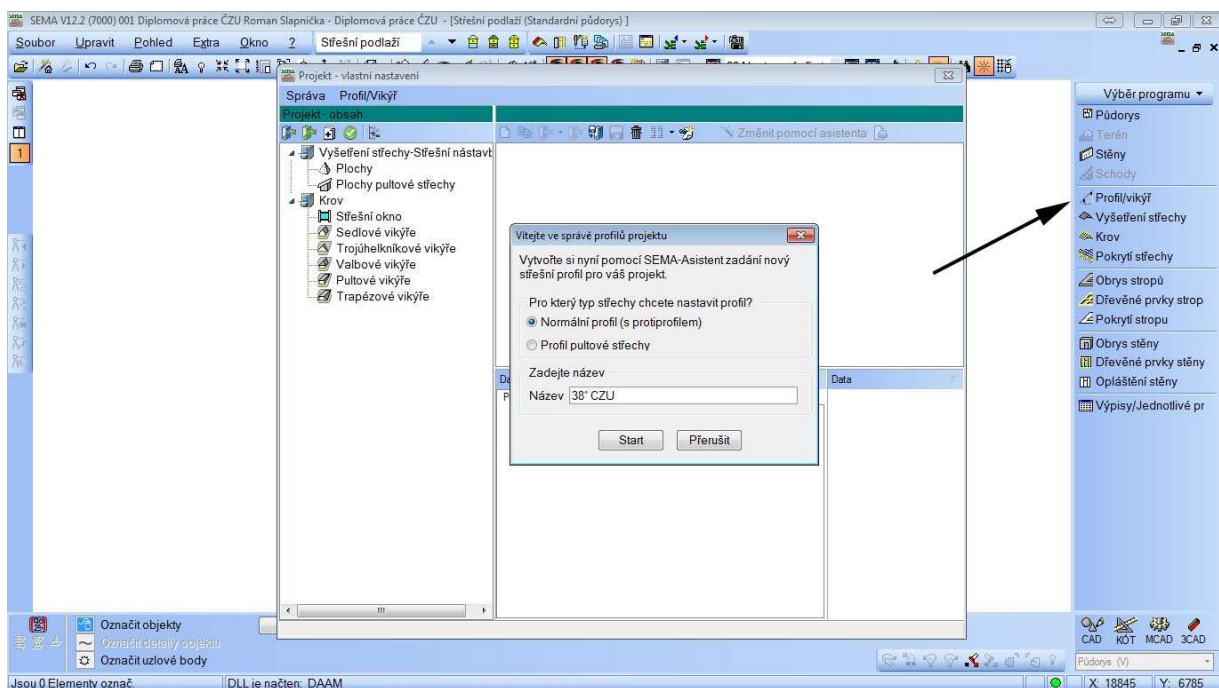 SEMA V12.2 (7000) 001 Diplomová práce ČZU Roman Slapnička - Diplomová práce ČZU - [Střešní podlaží (Standardní půdorys) ]
Soubor Upravit Pohled Extra Okno ? Střešní podlaží
Projekt - vlastní nastavení
Správa Profil/Vikýř
Projekt - obsah
Změnit pomocí asistenta
Vyšetření střechy-Střešní nástavt
Plochy
Plochy pultové střechy
Krov
Střešní okno
Sedlové vikýře
Trojúhelkníkové vikýře
Valbové vikýře
Pultové vikýře
Trapézové vikýře
Vítejte ve správě profilů projektu
Vytvořte si nyní pomocí SEMA-Asistent zadání nový
střešní profil pro váš projekt.
Pro který typ střechy chcete nastavit profil?
Normální profil (s protiprofilem)
Profil pultové střechy
Zadejte název
Název 38° CZU
Start Přerušit
Data
Výběr programu
Půdorys
Terén
Stěny
Schody
Profil/vikýř
Vyšetření střechy
Krov
Pokrytí střechy
Obrys stropů
Dřevěné prvky strop
Pokrytí stropu
Obrys stěny
Dřevěné prvky stěny
Opláštění stěny
Výpisy/Jednotlivé pr
1
Označit objekty
Označit detaily objektu
Označit uzlové body
CAD KÓT MCAD 3CAD
Půdorys (V)
Jsou 0 Elementy označ. DLL je načten: DAAM X: 18845 Y: 6785